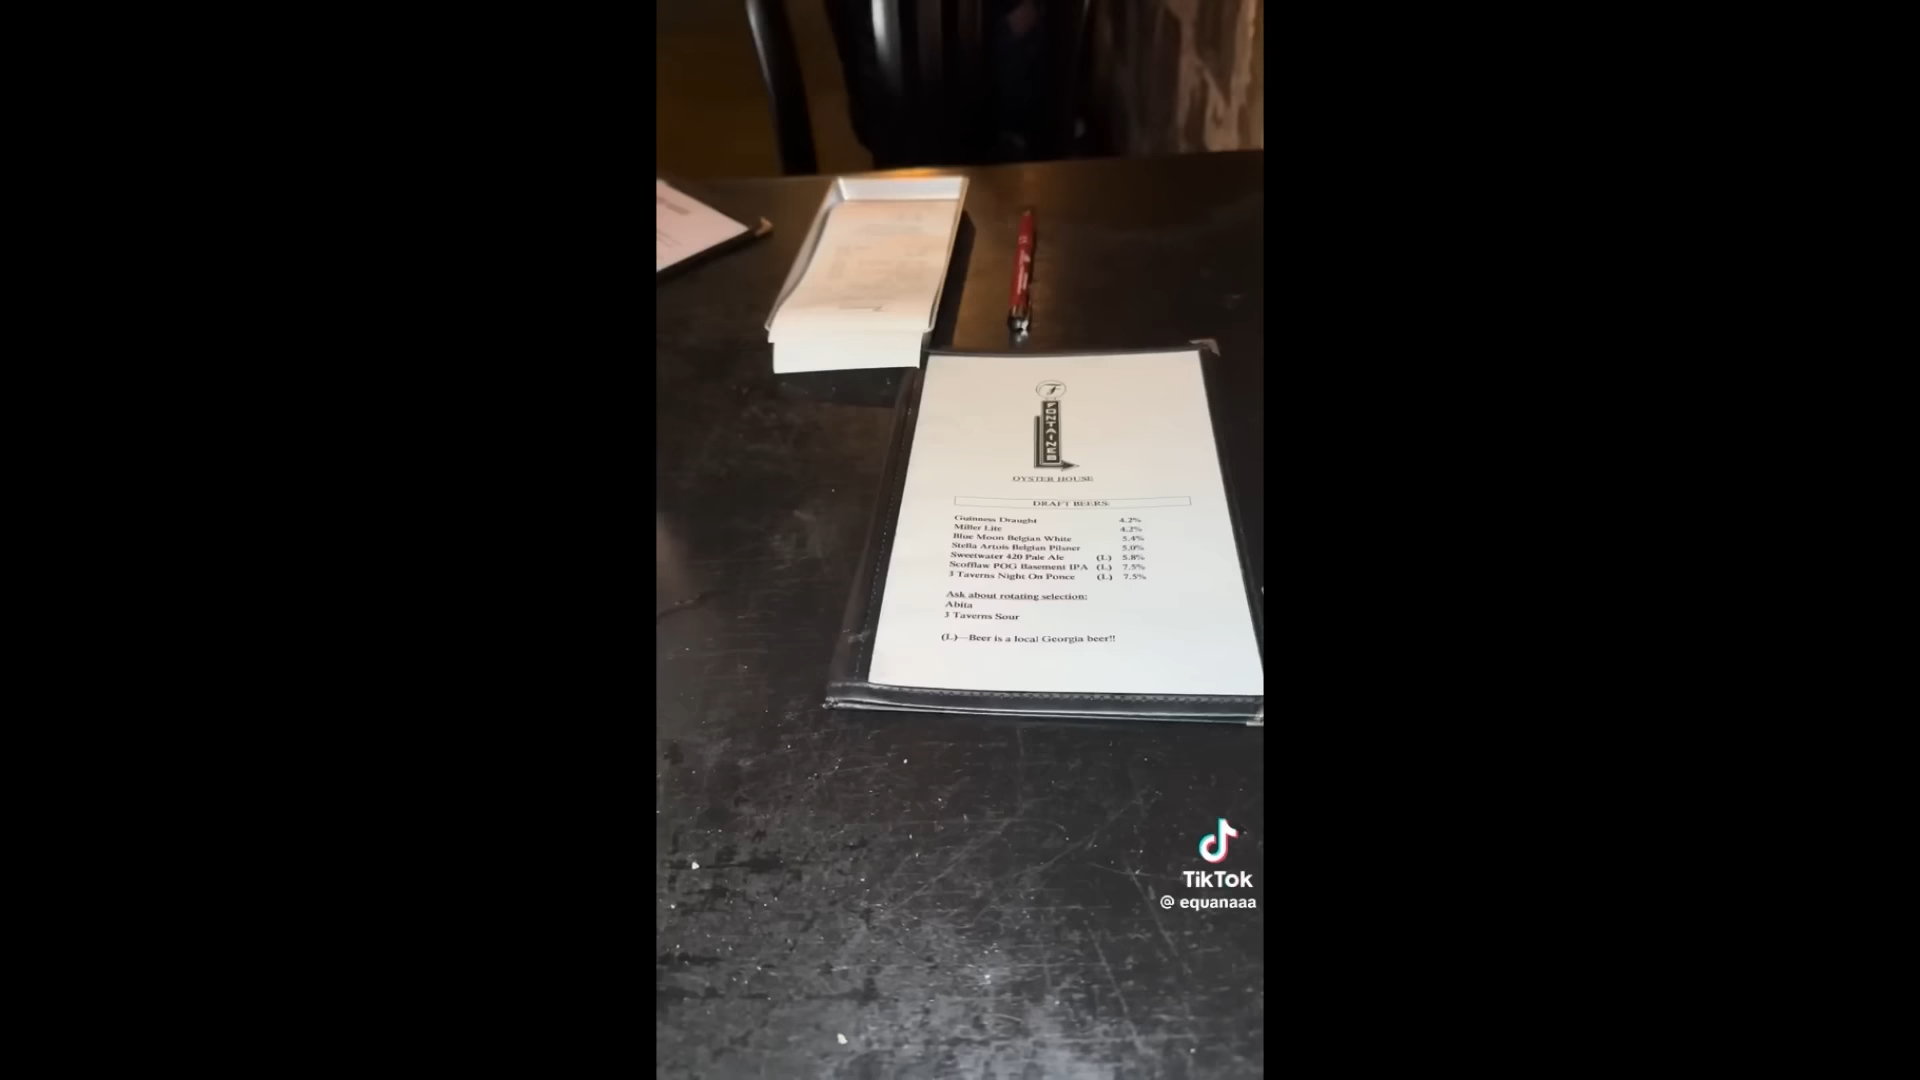 F
FONTAINES
OYSTER HOUSE
DRAFT BEERS
Guinness Draught 4.2%
Miller Lite 4.2%
Blue Moon Belgian White 5.4%
Stella Artois Belgian Pilsner 5.0%
Sweetwater 420 Pale Ale (L) 5.8%
Scofflaw POG Basement IPA (L) 7.5%
3 Taverns Night On Ponce (L) 7.5%
Ask about rotating selection:
Abita
3 Taverns Sour
(L)—Beer is a local Georgia beer!!
TikTok
@ equanaaa